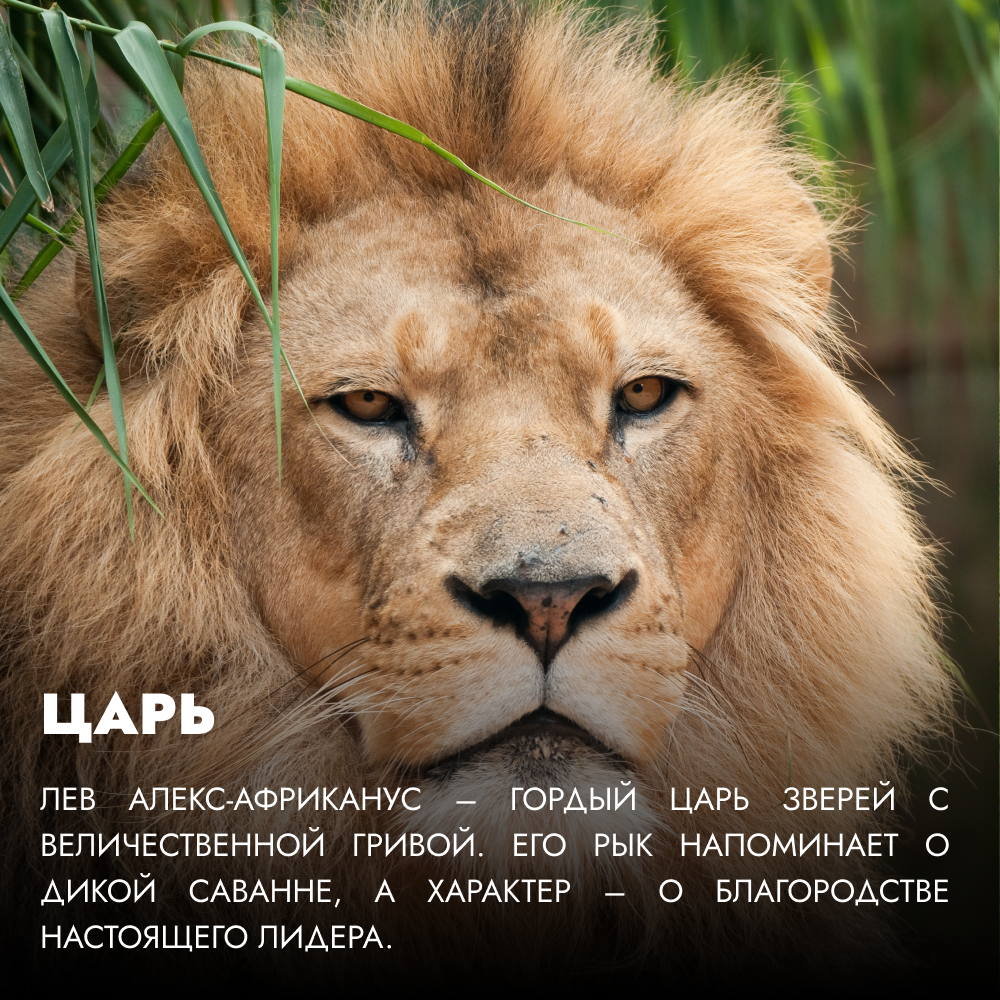 ЦАРЬ
ЛЕВ АЛЕКС-АФРИКАНУС – ГОРДЫЙ ЦАРЬ ЗВЕРЕЙ С
ВЕЛИЧЕСТВЕННОЙ ГРИВОЙ. ЕГО РЫК НАПОМИНАЕТ О
ДИКОЙ САВАННЕ, А ХАРАКТЕР – О БЛАГОРОДСТВЕ
НАСТОЯЩЕГО ЛИДЕРА.